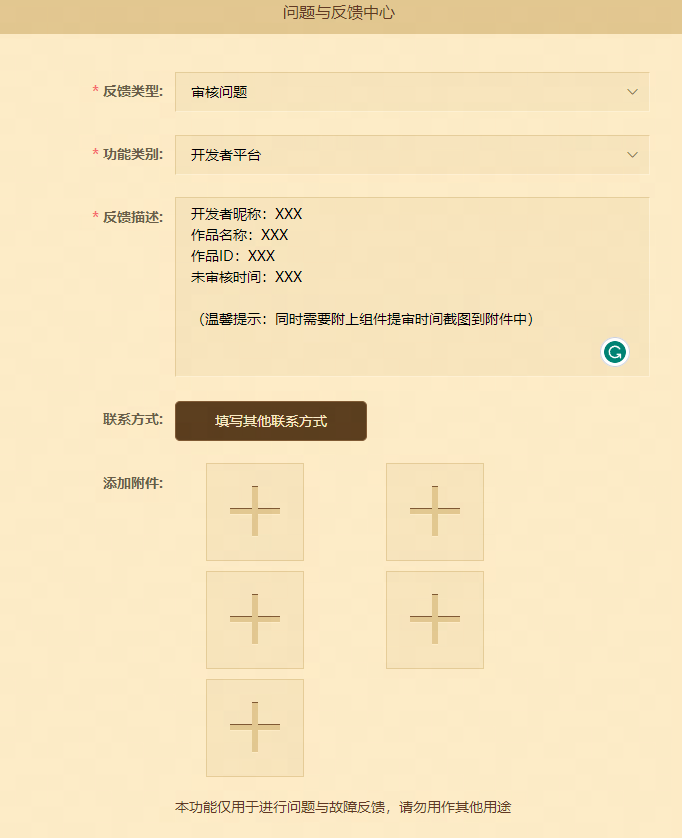 问题与反馈中心
* 反馈类型:
审核问题
* 功能类别:
开发者平台
* 反馈描述:
开发者昵称：XXX
作品名称：XXX
作品ID：XXX
未审核时间：XXX
（温馨提示：同时需要附上组件提审时间截图到附件中）
联系方式:
填写其他联系方式
添加附件:
本功能仅用于进行问题与故障反馈，请勿用作其他用途